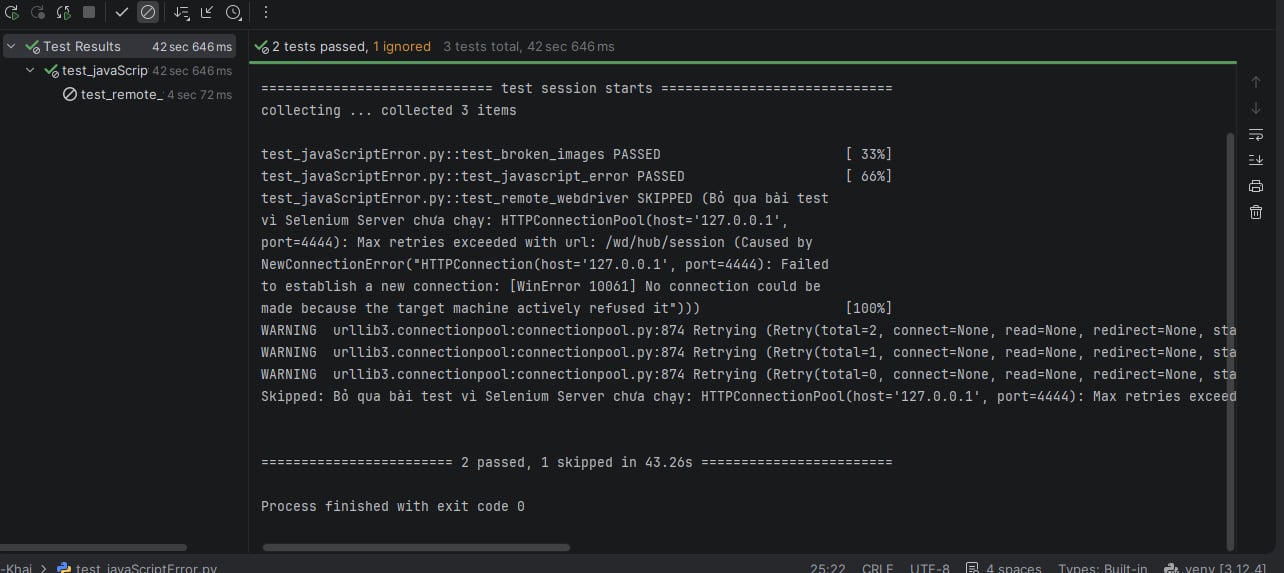 Test Results 42 sec 646 ms
test_javaScrip 42 sec 646 ms
test_remote_ 4 sec 72 ms
2 tests passed, 1 ignored 3 tests total, 42 sec 646 ms
============================= test session starts =============================
collecting ... collected 3 items
test_javaScriptError.py::test_broken_images PASSED [ 33%]
test_javaScriptError.py::test_javascript_error PASSED [ 66%]
test_javaScriptError.py::test_remote_webdriver SKIPPED (Bỏ qua bài test
vì Selenium Server chưa chạy: HTTPConnectionPool(host='127.0.0.1',
port=4444): Max retries exceeded with url: /wd/hub/session (Caused by
NewConnectionError("HTTPConnection(host='127.0.0.1', port=4444): Failed
to establish a new connection: [WinError 10061] No connection could be
made because the target machine actively refused it"))) [100%]
WARNING  urllib3.connectionpool:connectionpool.py:874 Retrying (Retry(total=2, connect=None, read=None, redirect=None, sta
WARNING  urllib3.connectionpool:connectionpool.py:874 Retrying (Retry(total=1, connect=None, read=None, redirect=None, sta
WARNING  urllib3.connectionpool:connectionpool.py:874 Retrying (Retry(total=0, connect=None, read=None, redirect=None, sta
Skipped: Bỏ qua bài test vì Selenium Server chưa chạy: HTTPConnectionPool(host='127.0.0.1', port=4444): Max retries exceed
======================== 2 passed, 1 skipped in 43.26s ========================
Process finished with exit code 0
-Khai > test_javaScriptError.py 25:22 CRLF UTF-8 4 spaces Types: Built-in venv [3.12.4]